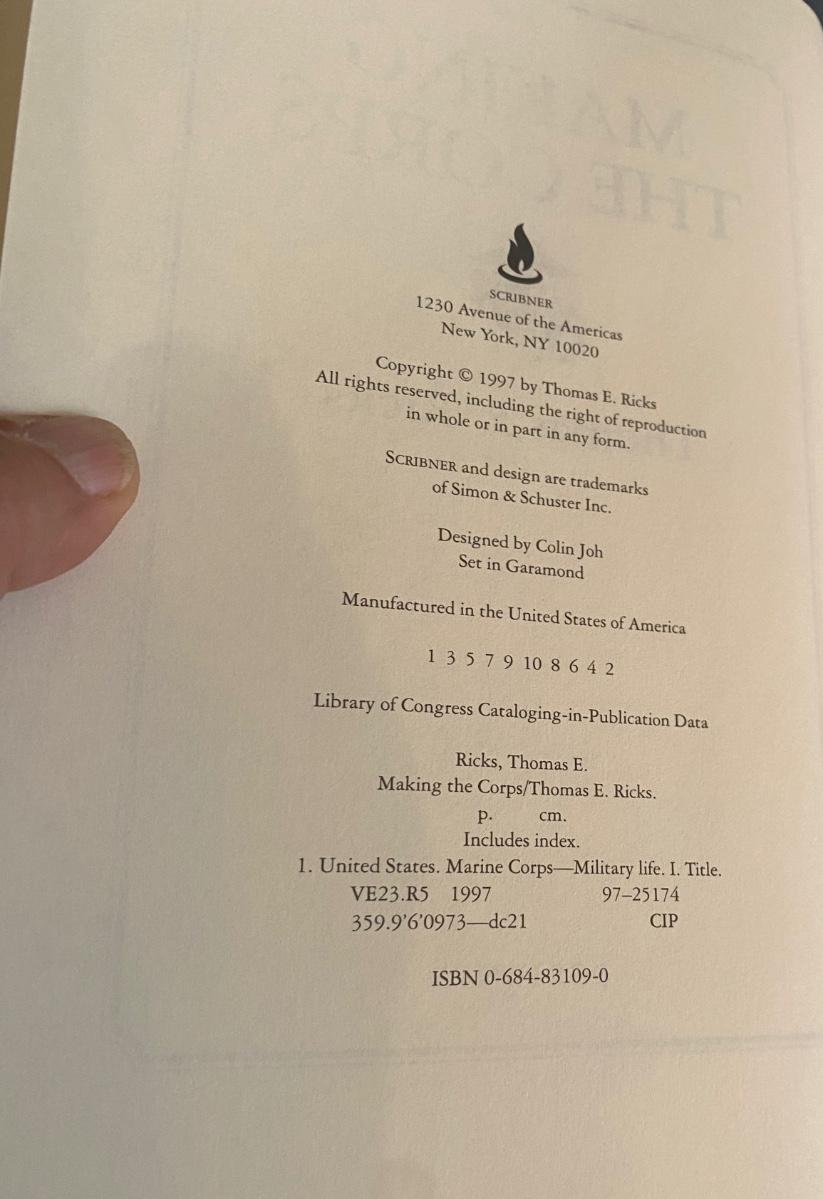 MAKING
THE CORPS
SCRIBNER
1230 Avenue of the Americas
New York, NY 10020
Copyright © 1997 by Thomas E. Ricks
All rights reserved, including the right of reproduction
in whole or in part in any form.
SCRIBNER and design are trademarks
of Simon & Schuster Inc.
Designed by Colin Joh
Set in Garamond
Manufactured in the United States of America
1 3 5 7 9 10 8 6 4 2
Library of Congress Cataloging-in-Publication Data
Ricks, Thomas E.
Making the Corps/Thomas E. Ricks.
p. cm.
Includes index.
1. United States. Marine Corps—Military life. I. Title.
VE23.R5 1997 97–25174
359.9'6'0973—dc21 CIP
ISBN 0-684-83109-0